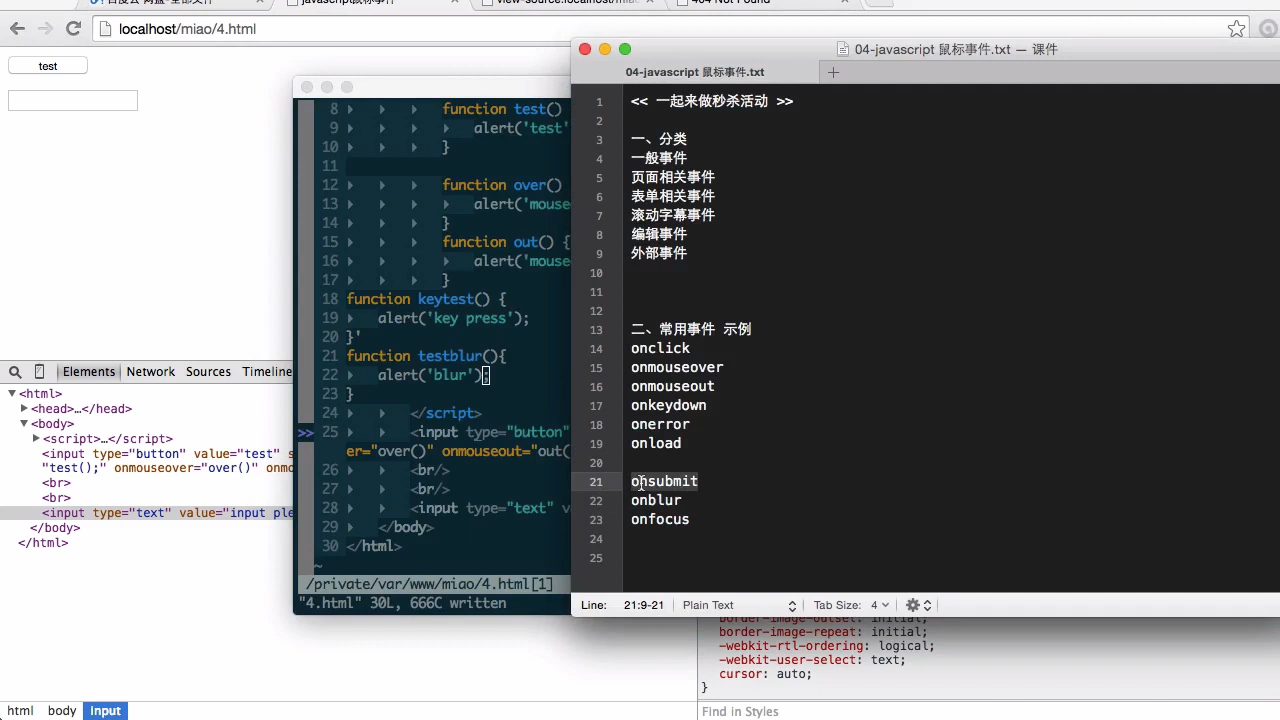 localhost/miao/4.html
test
04-javascript 鼠标事件.txt — 课件
04-javascript 鼠标事件.txt
1 << 一起来做秒杀活动 >>
2
3 一、分类
4 一般事件
5 页面相关事件
6 表单相关事件
7 滚动字幕事件
8 编辑事件
9 外部事件
10
11
12
13 二、常用事件 示例
14 onclick
15 onmouseover
16 onmouseout
17 onkeydown
18 onerror
19 onload
20
21 onsubmit
22 onblur
23 onfocus
24
25
Line: 21:9-21 Plain Text Tab Size: 4
8 function test()
9 alert('test'
10 }
11
12 function over()
13 alert('mouse
14 }
15 function out() {
16 alert('mouse
17 }
18 function keytest() {
19 alert('key press');
20 }'
21 function testblur(){
22 alert('blur');
23 }
24 </script>
>> 25 <input type="button"
er="over()" onmouseout="out(
26 <br/>
27 <br/>
28 <input type="text" v
29 </body>
30 </html>
~
/private/var/www/miao/4.html[1]
"4.html" 30L, 666C written
Elements Network Sources Timeline
<html>
<head>…</head>
<body>
<script>…</script>
<input type="button" value="test"
"test();" onmouseover="over()"
<br>
<br>
<input type="text" value="input ple
</body>
</html>
border-image-outset: initial;
border-image-repeat: initial;
-webkit-rtl-ordering: logical;
-webkit-user-select: text;
cursor: auto;
}
html body input
Find in Styles